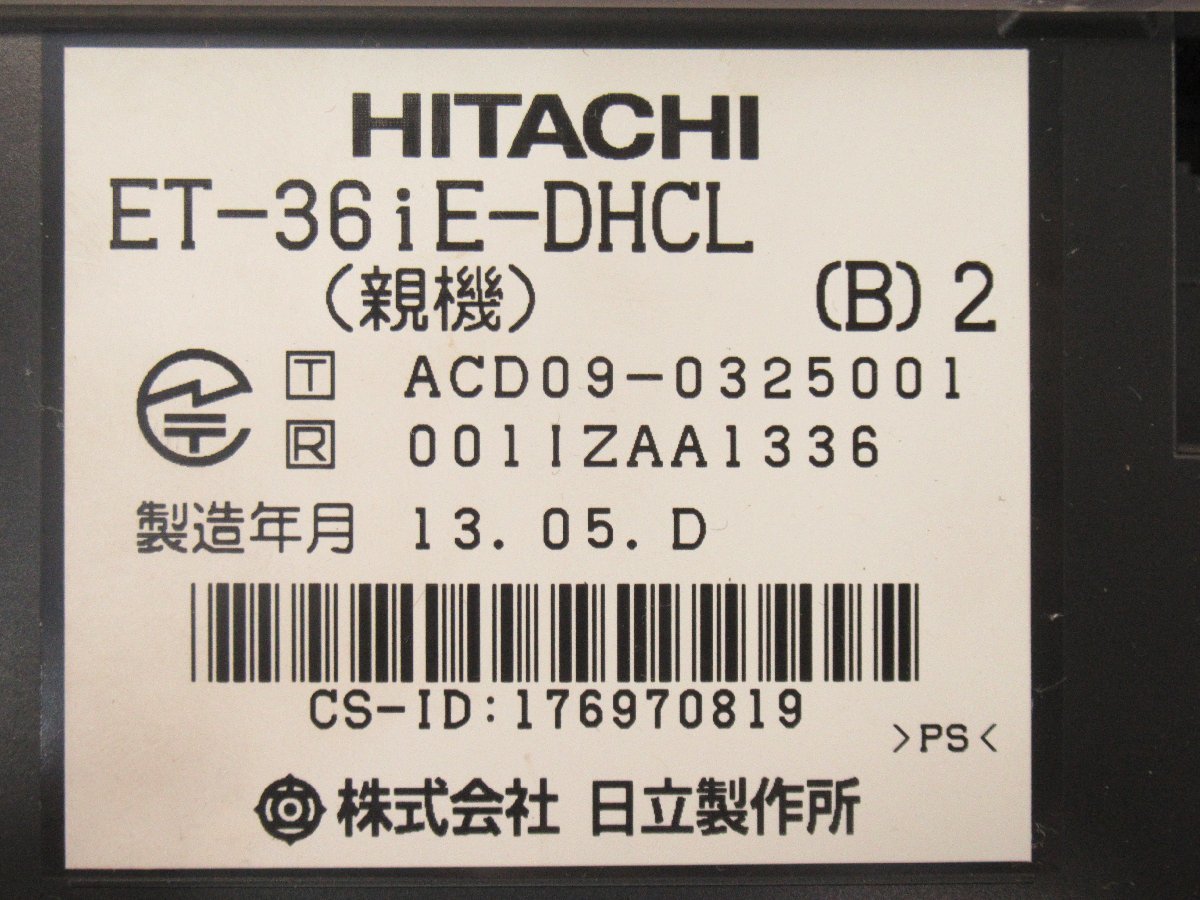 HITACHI
ET-36iE-DHCL
(親機) (B)2
T ACD09-0325001
R 001IZAA1336
製造年月 13.05.D
CS-ID:176970819
>PS<
株式会社 日立製作所